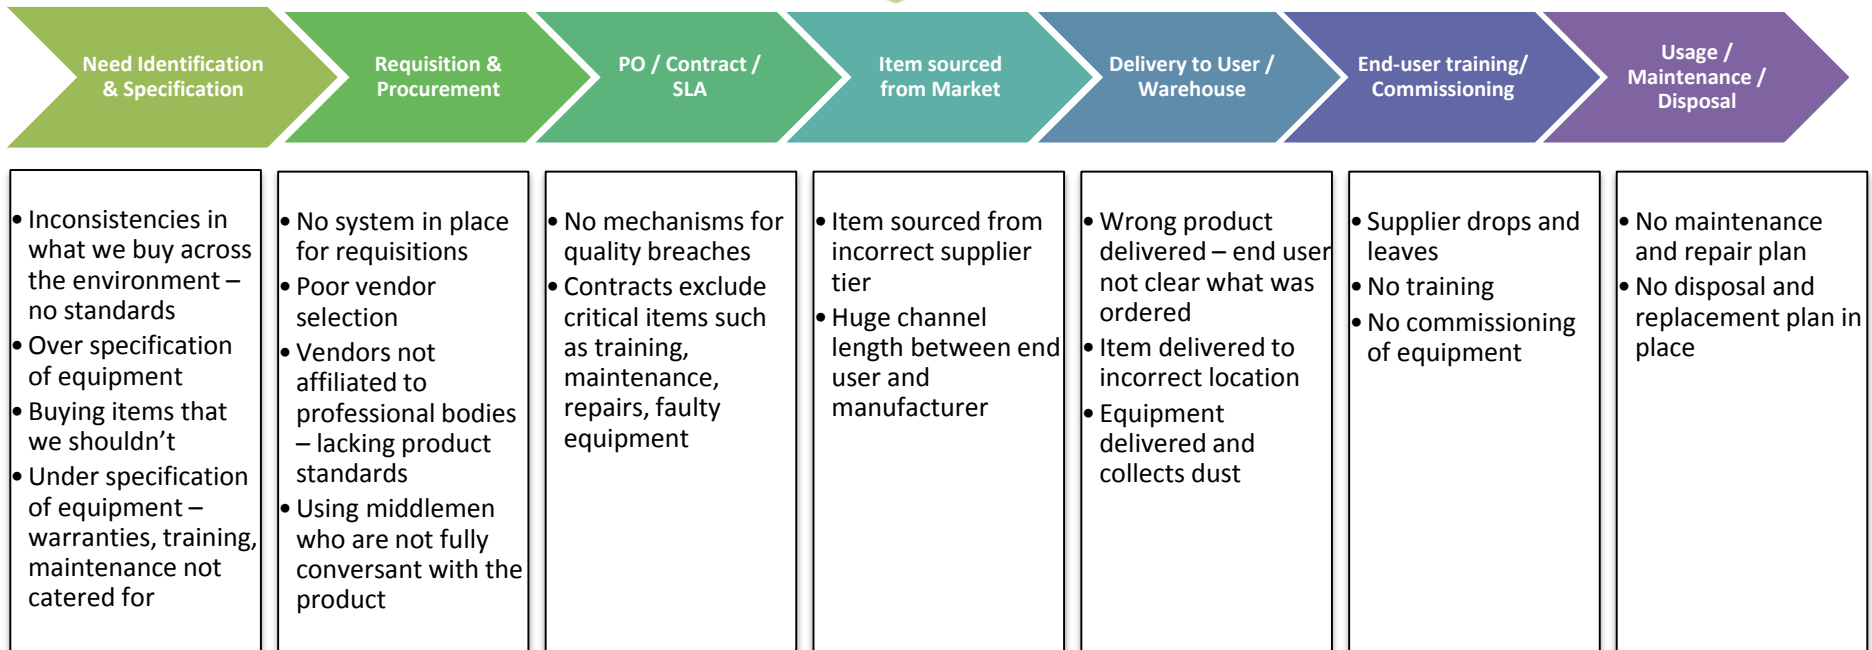 Need Identification
& Specification
Requisition &
Procurement
PO / Contract /
SLA
Item sourced
from Market
Delivery to User /
Warehouse
End-user training/
Commissioning
Usage /
Maintenance /
Disposal
• Inconsistencies in
what we buy across
the environment –
no standards
• Over specification
of equipment
• Buying items that
we shouldn’t
• Under specification
of equipment –
warranties, training,
maintenance not
catered for
• No system in place
for requisitions
• Poor vendor
selection
• Vendors not
affiliated to
professional bodies
– lacking product
standards
• Using middlemen
who are not fully
conversant with the
product
• No mechanisms for
quality breaches
• Contracts exclude
critical items such
as training,
maintenance,
repairs, faulty
equipment
• Item sourced from
incorrect supplier
tier
• Huge channel
length between end
user and
manufacturer
• Wrong product
delivered – end user
not clear what was
ordered
• Item delivered to
incorrect location
• Equipment
delivered and
collects dust
• Supplier drops and
leaves
• No training
• No commissioning
of equipment
• No maintenance
and repair plan
• No disposal and
replacement plan in
place